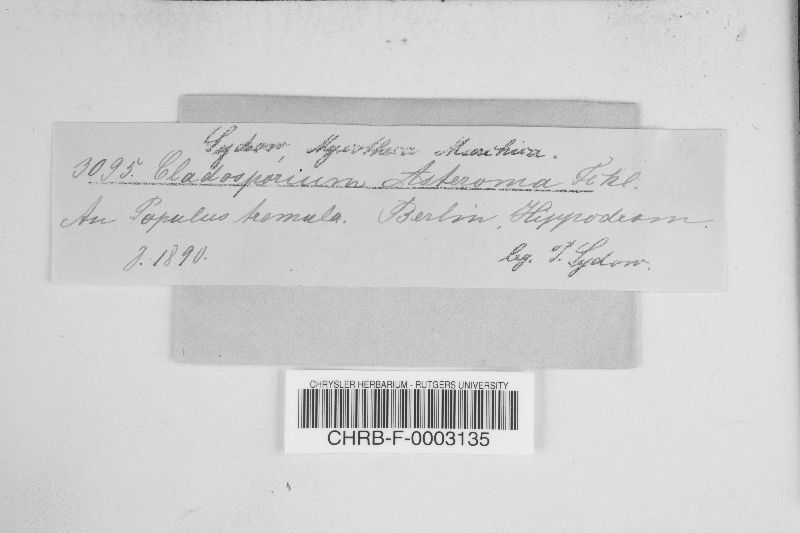 Sydow, Mycotheca Marchica.
3095. Cladosporium Asteroma Fckl.
An Populus tremula. Berlin, Hippodrom.
7. 1890. leg. P. Sydow.
CHRYSLER HERBARIUM - RUTGERS UNIVERSITY
CHRB-F-0003135